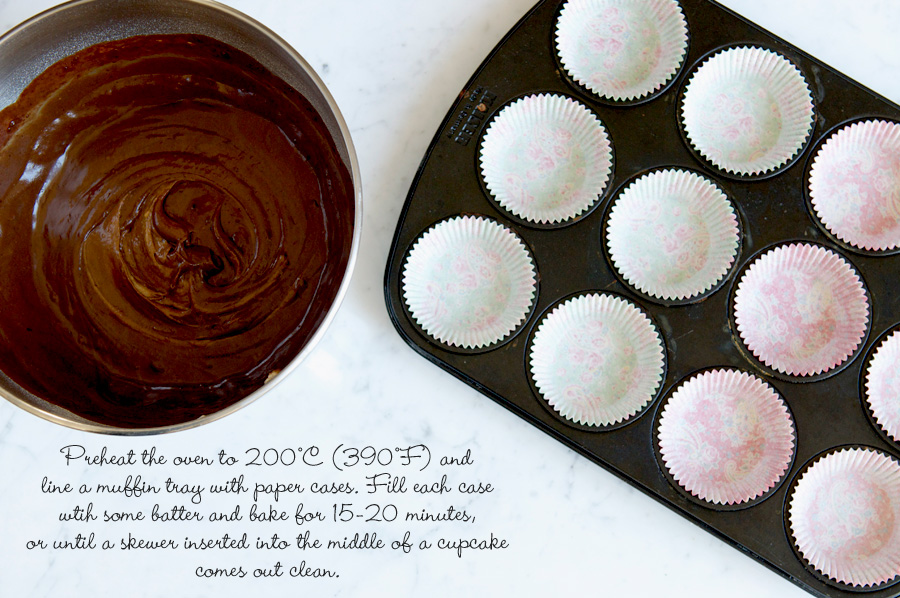 Preheat the oven to 200°C (390°F) and
line a muffin tray with paper cases. Fill each case
wtih some batter and bake for 15-20 minutes,
or until a skewer inserted into the middle of a cupcake
comes out clean.